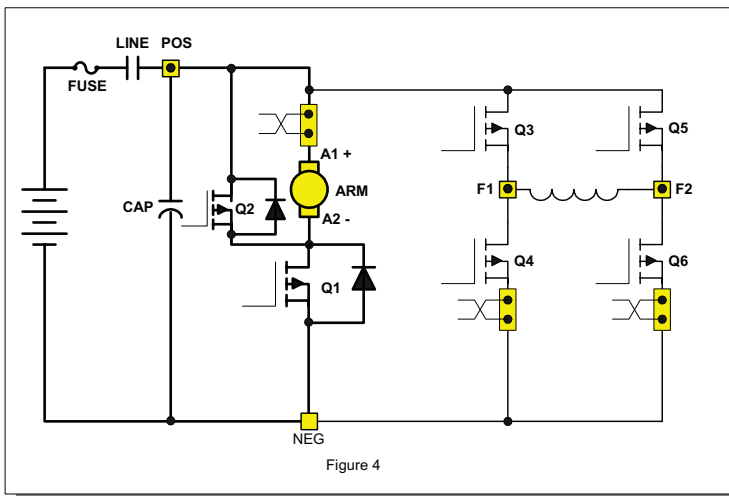 LINE POS
FUSE
A1 +
ARM
A2 -
CAP
Q2
Q1
Q3
Q5
F1
F2
Q4
Q6
NEG
Figure 4